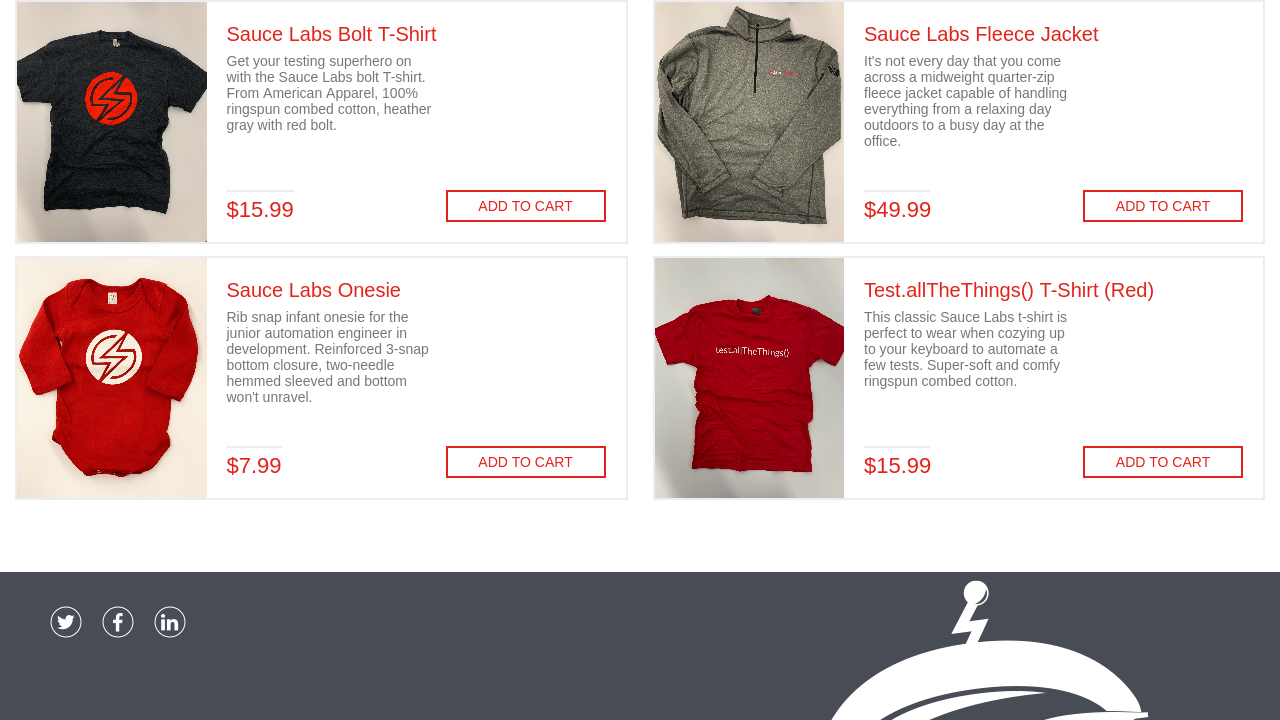 Sauce Labs Bolt T-Shirt
Get your testing superhero on
with the Sauce Labs bolt T-shirt.
From American Apparel, 100%
ringspun combed cotton, heather
gray with red bolt.
$15.99
ADD TO CART
Sauce Labs Fleece Jacket
It's not every day that you come
across a midweight quarter-zip
fleece jacket capable of handling
everything from a relaxing day
outdoors to a busy day at the
office.
$49.99
ADD TO CART
Sauce Labs Onesie
Rib snap infant onesie for the
junior automation engineer in
development. Reinforced 3-snap
bottom closure, two-needle
hemmed sleeved and bottom
won't unravel.
$7.99
ADD TO CART
test.allTheThings()
Test.allTheThings() T-Shirt (Red)
This classic Sauce Labs t-shirt is
perfect to wear when cozying up
to your keyboard to automate a
few tests. Super-soft and comfy
ringspun combed cotton.
$15.99
ADD TO CART